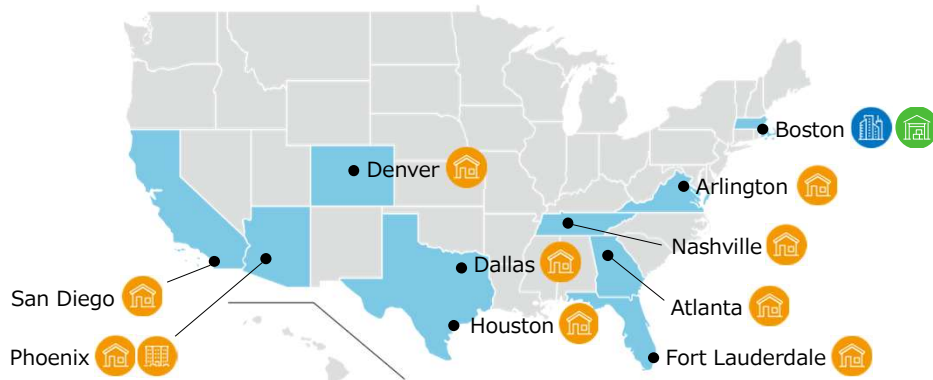 Boston
Denver
Arlington
Nashville
Dallas
San Diego
Atlanta
Houston
Phoenix
Fort Lauderdale